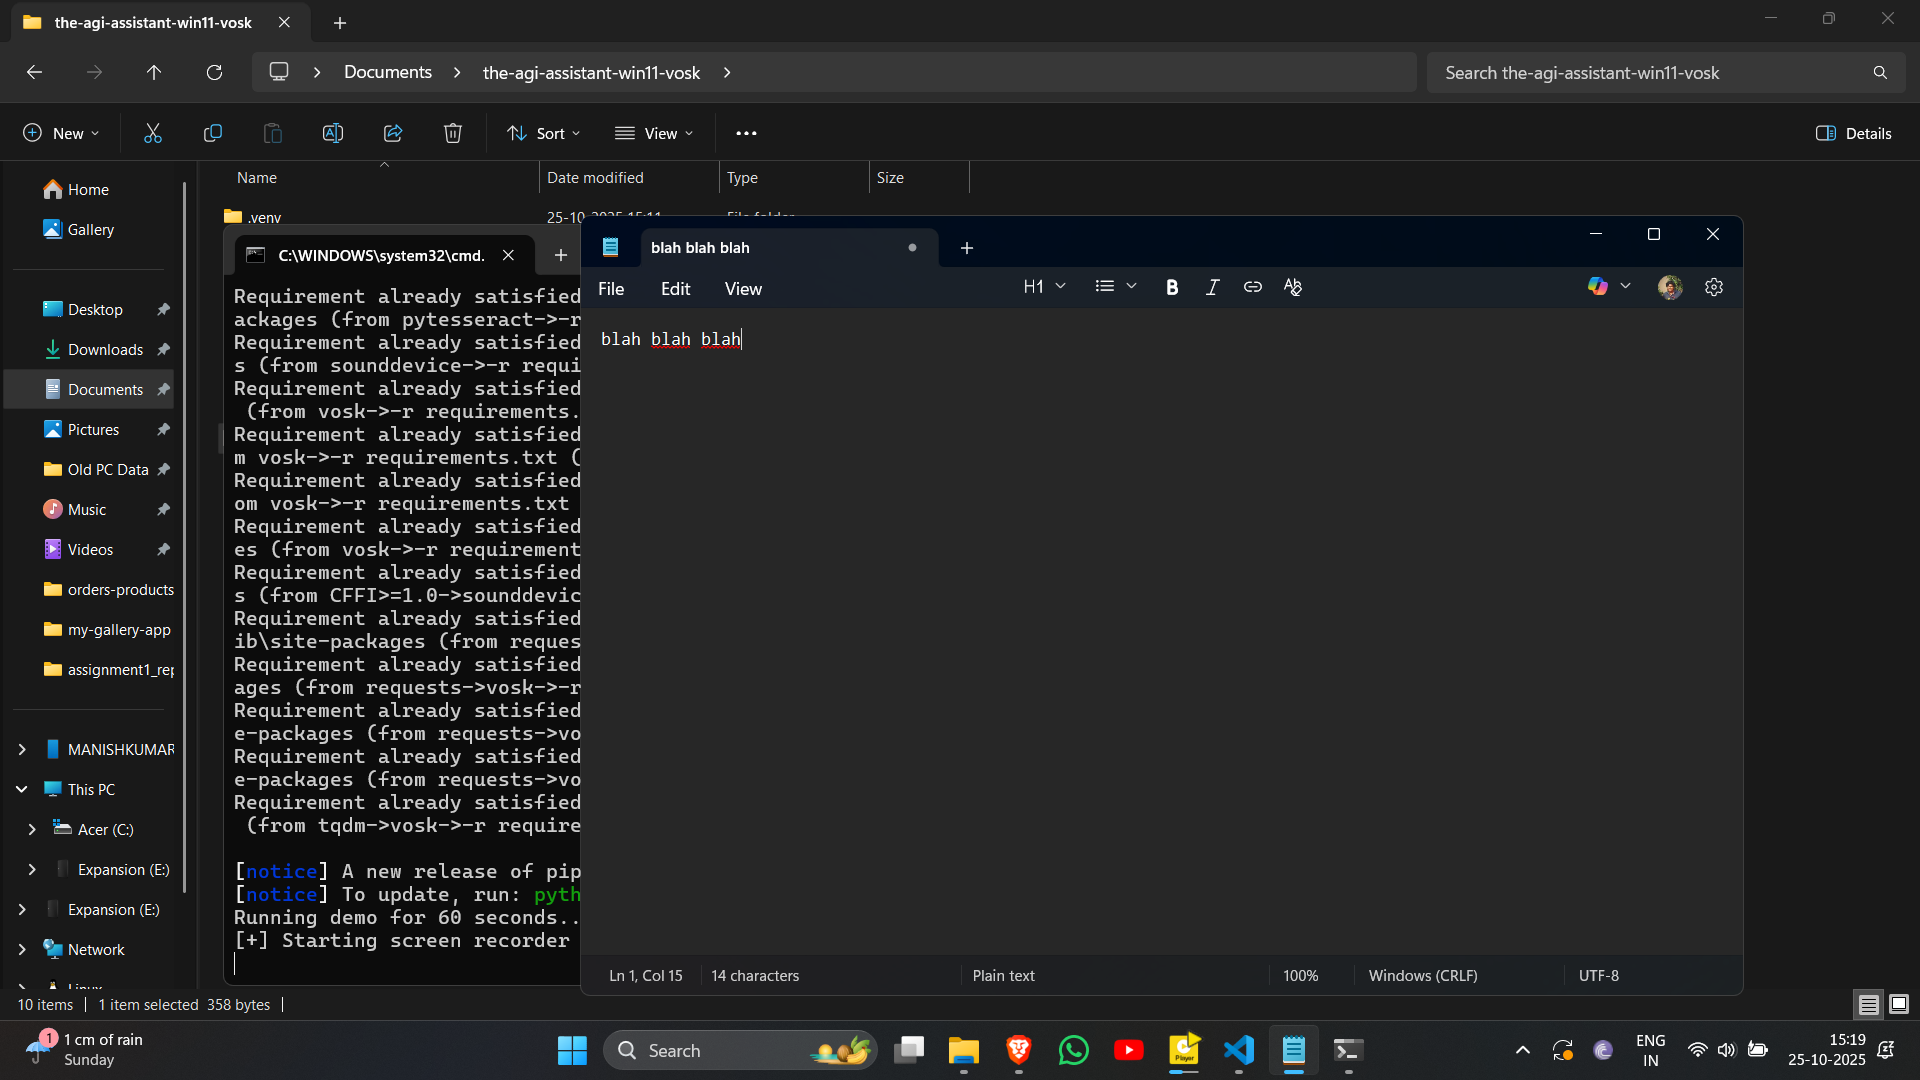 the-agi-assistant-win11-vosk
Documents
the-agi-assistant-win11-vosk
Search the-agi-assistant-win11-vosk
New
Sort
View
Details
Name
Date modified
Type
Size
Home
Gallery
Desktop
Downloads
Documents
Pictures
Old PC Data
Music
Videos
orders-products
my-gallery-app
MANISHKUMAR
This PC
Acer (C:)
Expansion (E:)
Expansion (E:)
Network
.venv
C:\WINDOWS\system32\cmd.
Requirement already satisfied
ackages (from pytesseract->-r
Requirement already satisfied
s (from sounddevice->-r requi
Requirement already satisfied
(from vosk->-r requirements.
Requirement already satisfied
m vosk->-r requirements.txt (
Requirement already satisfied
om vosk->-r requirements.txt
Requirement already satisfied
es (from vosk->-r requirement
Requirement already satisfied
s (from CFFI>=1.0->sounddevic
Requirement already satisfied
ib\site-packages (from reques
Requirement already satisfied
ages (from requests->vosk->-r
Requirement already satisfied
e-packages (from requests->vo
Requirement already satisfied
e-packages (from requests->vo
Requirement already satisfied
(from tqdm->vosk->-r require
[notice] A new release of pip
[notice] To update, run: pyth
Running demo for 60 seconds..
[+] Starting screen recorder
blah blah blah
File
Edit
View
H1
blah blah blah
Ln 1, Col 15
14 characters
Plain text
100%
Windows (CRLF)
UTF-8
10 items
1 item selected 358 bytes
1
1 cm of rain
Sunday
Search
Player
ENG
IN
15:19
25-10-2025